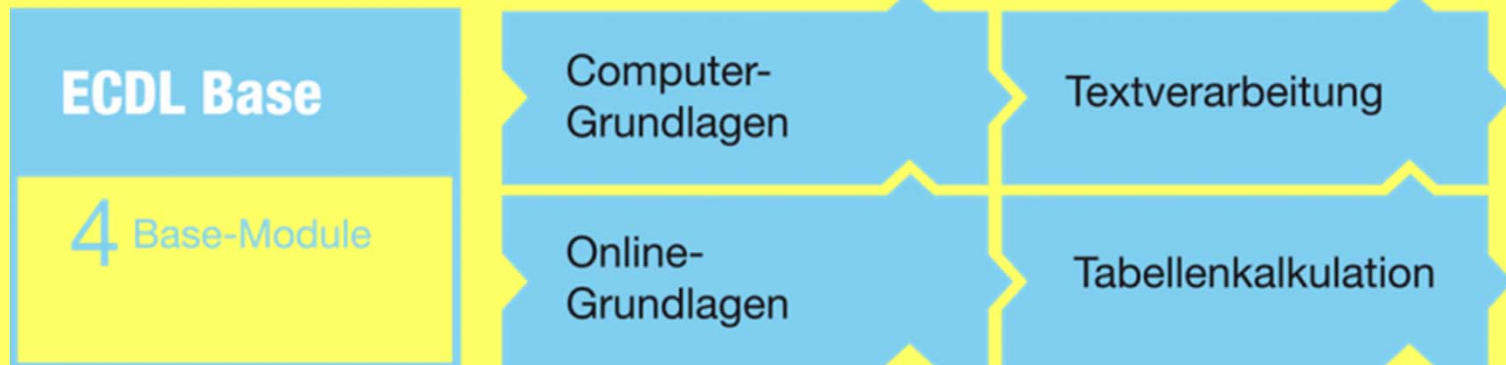 ECDL Base
4 Base-Module
Computer-
Grundlagen
Textverarbeitung
Online-
Grundlagen
Tabellenkalkulation